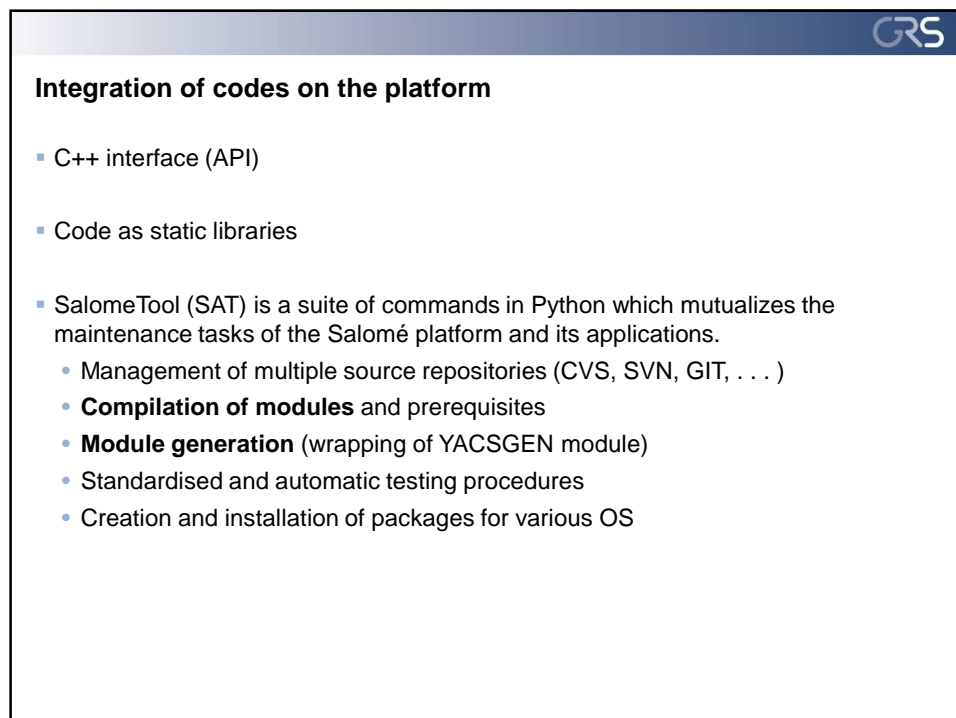 GRS
Integration of codes on the platform
▪ C++ interface (API)
▪ Code as static libraries
▪ SalomeTool (SAT) is a suite of commands in Python which mutualizes the
maintenance tasks of the Salomé platform and its applications.
• Management of multiple source repositories (CVS, SVN, GIT, . . . )
• Compilation of modules and prerequisites
• Module generation (wrapping of YACSGEN module)
• Standardised and automatic testing procedures
• Creation and installation of packages for various OS